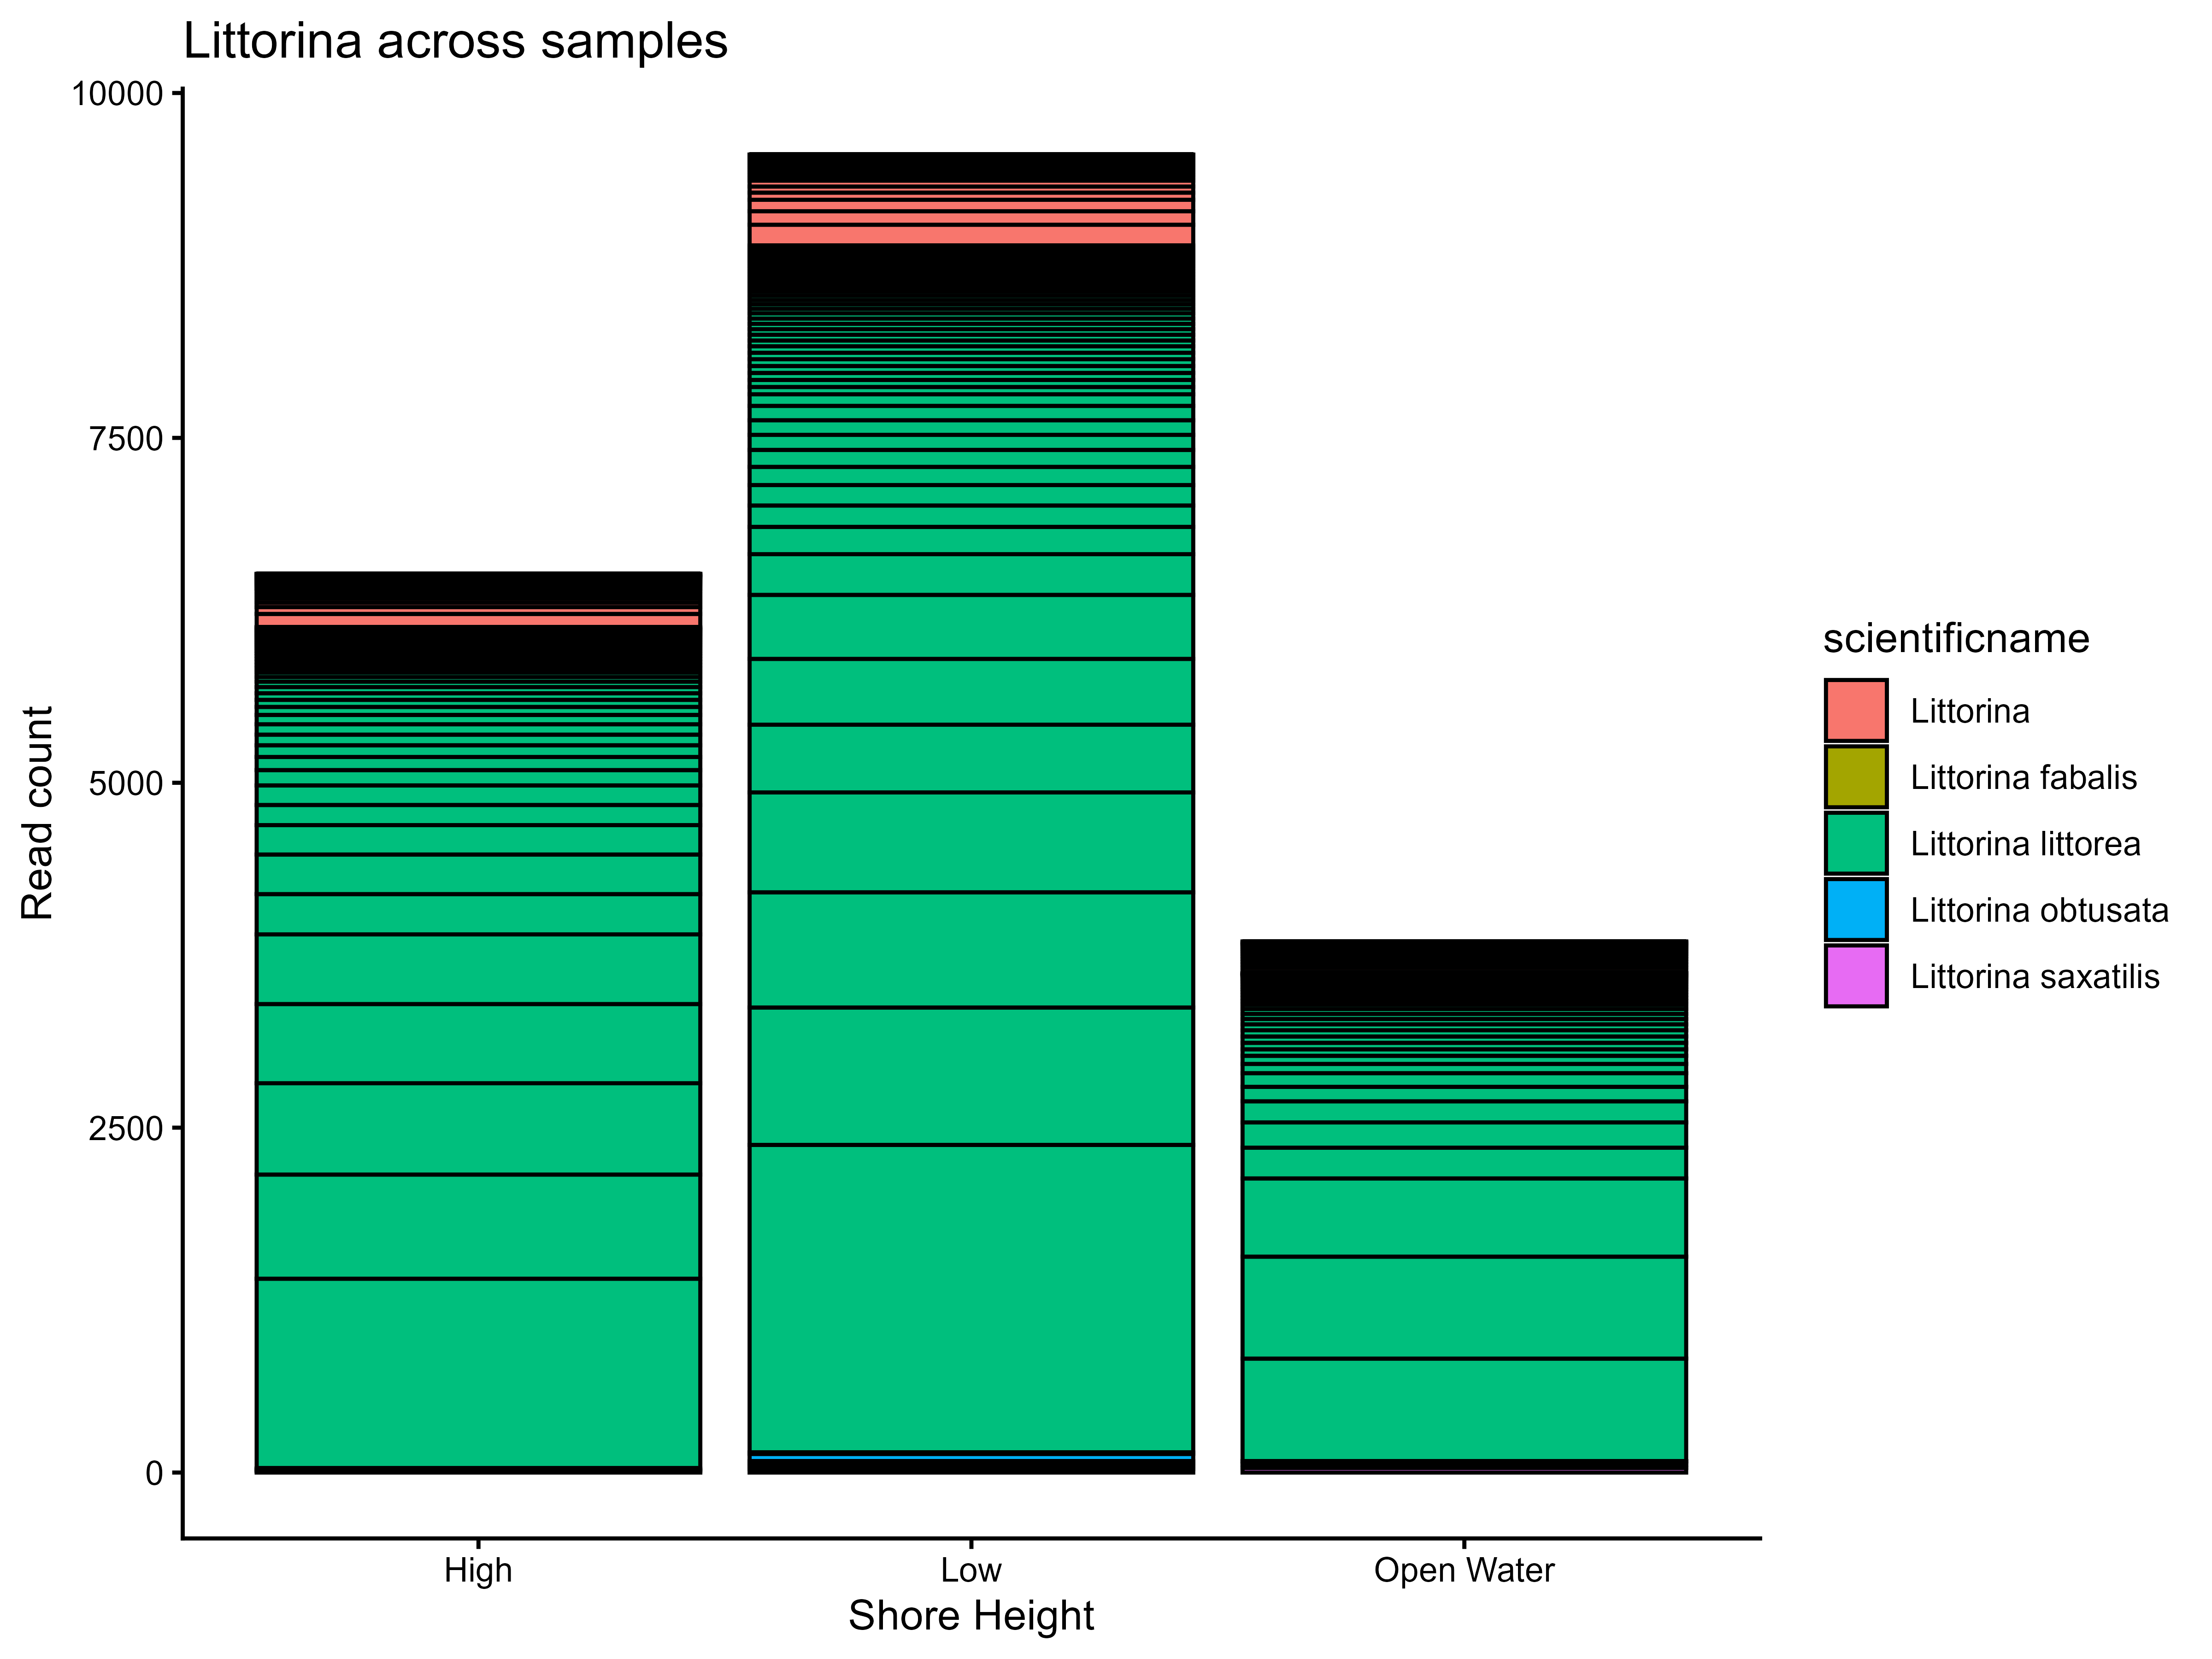 Littorina across samples
10000
7500
5000
2500
0
Read count
High
Low
Open Water
Shore Height
scientificname
Littorina
Littorina fabalis
Littorina littorea
Littorina obtusata
Littorina saxatilis